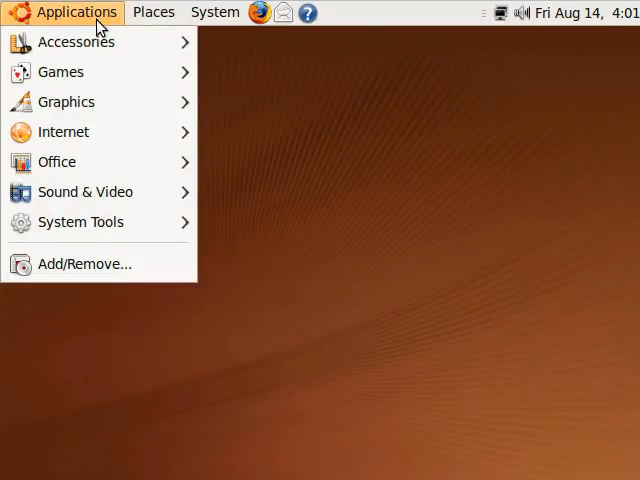 Applications Places System ? Fri Aug 14, 4:01
Accessories
Games
Graphics
Internet
Office
Sound & Video
System Tools
Add/Remove...